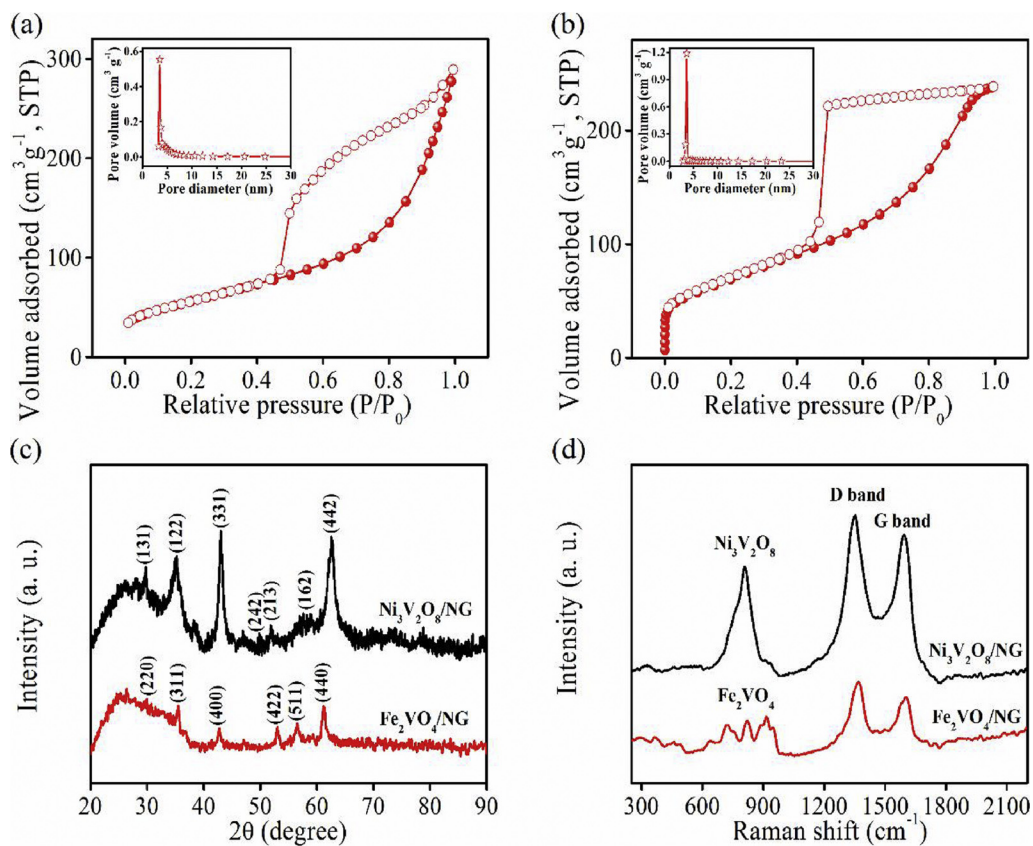 (a)
Volume adsorbed (cm³ g⁻¹, STP)
300
200
100
0
0.0 0.2 0.4 0.6 0.8 1.0
Relative pressure (P/P₀)
Pore volume (cm³ g⁻¹)
0.6
0.4
0.2
0.0
0 5 10 15 20 25 30
Pore diameter (nm)
(b)
Volume adsorbed (cm³ g⁻¹, STP)
200
100
0
0.0 0.2 0.4 0.6 0.8 1.0
Relative pressure (P/P₀)
Pore volume (cm³ g⁻¹)
1.2
0.9
0.6
0.3
0.0
0 5 10 15 20 25 30
Pore diameter (nm)
(c)
Intensity (a. u.)
(131)
(122)
(331)
(242)
(213)
(162)
(442)
Ni₃V₂O₈/NG
(220)
(311)
(400)
(422)
(511)
(440)
Fe₂VO₄/NG
20 30 40 50 60 70 80 90
2θ (degree)
(d)
Intensity (a. u.)
D band
G band
Ni₃V₂O₈
Ni₃V₂O₈/NG
Fe₂VO₄
Fe₂VO₄/NG
300 600 900 1200 1500 1800 2100
Raman shift (cm⁻¹)